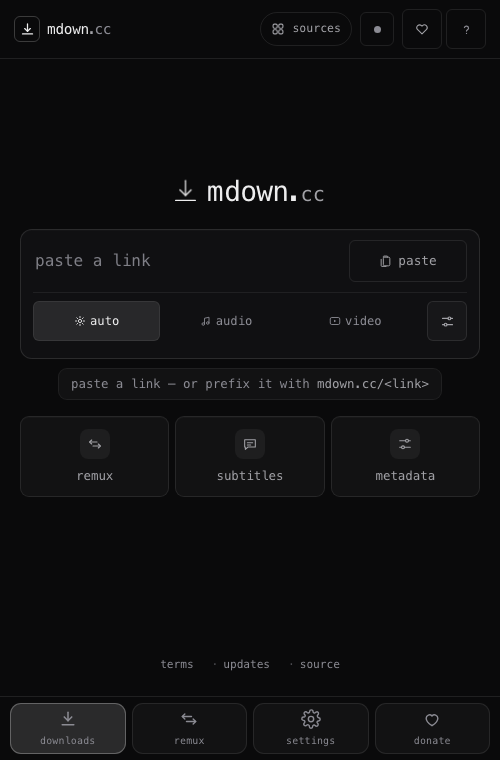 mdown.cc
sources
?
mdown.cc
paste a link
paste
auto
audio
video
paste a link — or prefix it with mdown.cc/<link>
remux
subtitles
metadata
terms · updates · source
downloads
remux
settings
donate